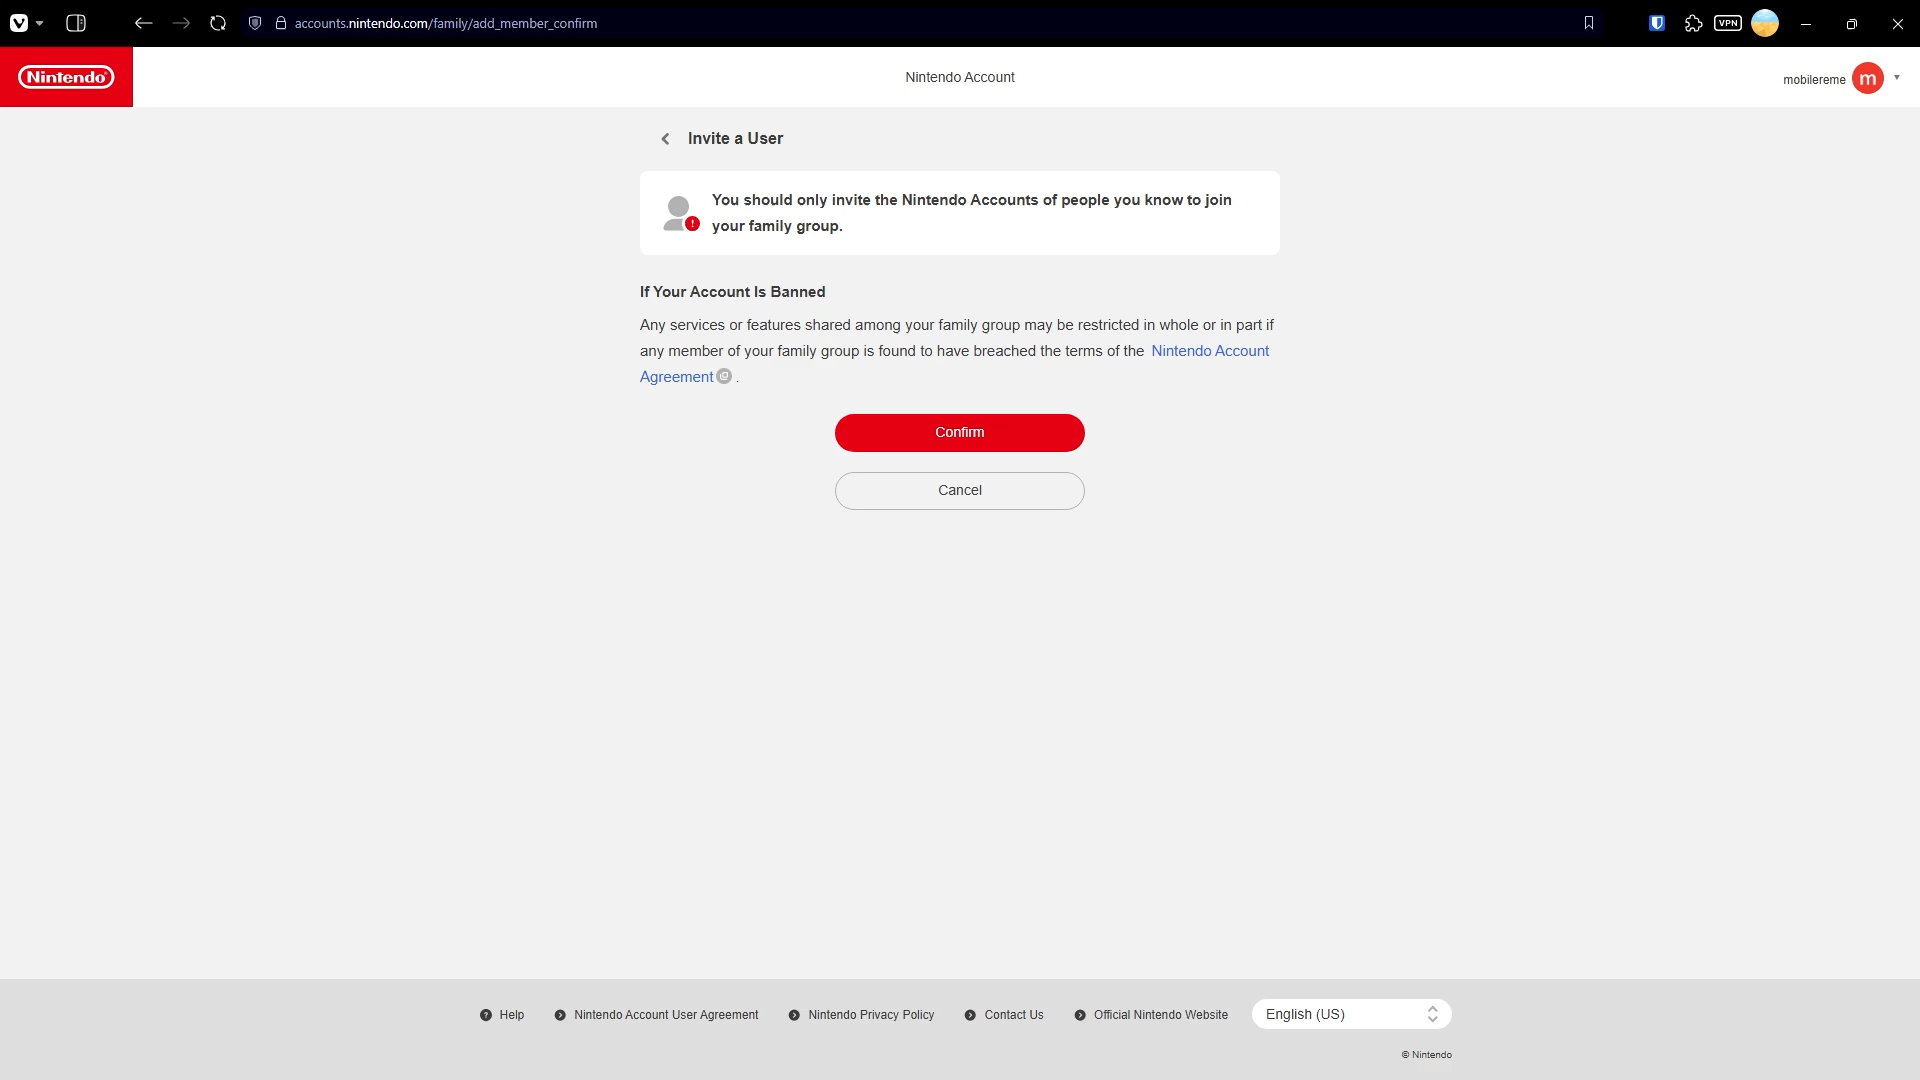 accounts.nintendo.com/family/add_member_confirm
VPN
Nintendo
Nintendo Account
mobilereme
m
Invite a User
You should only invite the Nintendo Accounts of people you know to join
your family group.
If Your Account Is Banned
Any services or features shared among your family group may be restricted in whole or in part if
any member of your family group is found to have breached the terms of the Nintendo Account
Agreement .
Confirm
Cancel
Help
Nintendo Account User Agreement
Nintendo Privacy Policy
Contact Us
Official Nintendo Website
English (US)
© Nintendo